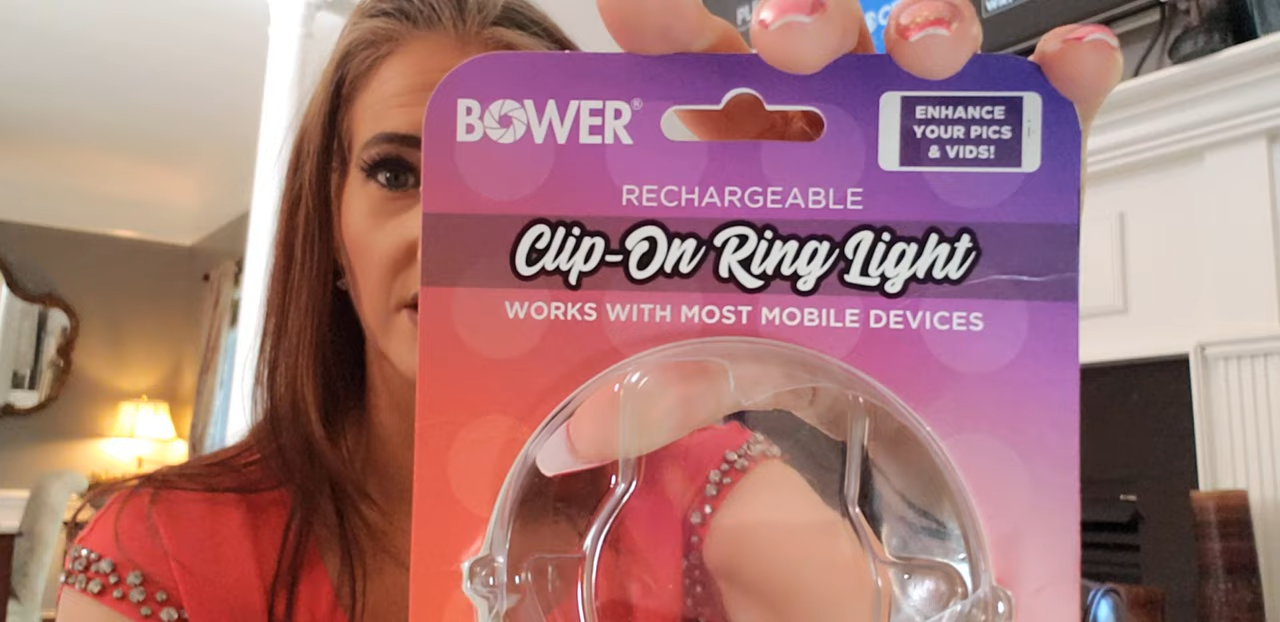 BOWER®
ENHANCE
YOUR PICS
& VIDS!
RECHARGEABLE
Clip-On Ring Light
WORKS WITH MOST MOBILE DEVICES